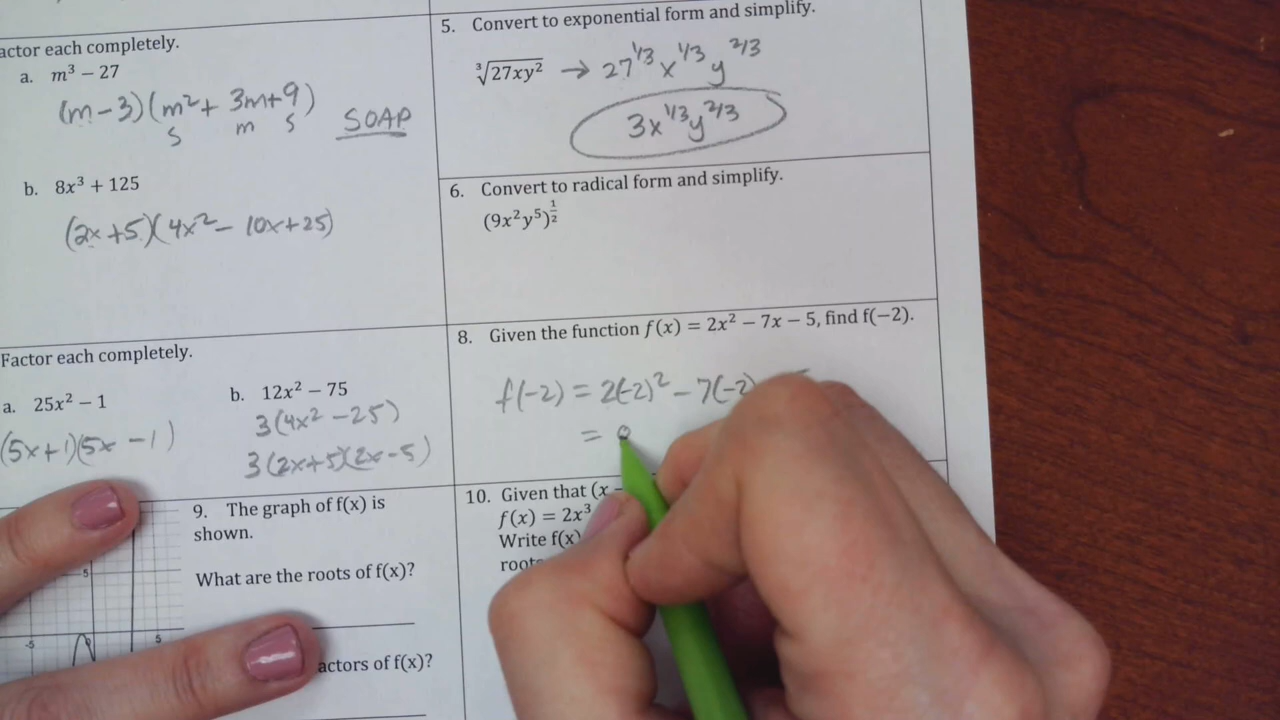 actor each completely.
a. m³ − 27
(m − 3)(m² + 3m + 9)
S m S SOAP
b. 8x³ + 125
(2x + 5)(4x² − 10x + 25)
5. Convert to exponential form and simplify.
∛27xy² → 27^1/3 x^1/3 y^2/3
3x^1/3 y^2/3
6. Convert to radical form and simplify.
(9x²y⁵)^1/2
Factor each completely.
a. 25x² − 1
(5x + 1)(5x − 1)
b. 12x² − 75
3(4x² − 25)
3(2x + 5)(2x − 5)
8. Given the function f(x) = 2x² − 7x − 5, find f(−2).
f(−2) = 2(−2)² − 7(−2)
=
5
-5 5
9. The graph of f(x) is
shown.
What are the roots of f(x)?
actors of f(x)?
10. Given that (x −
f(x) = 2x³
Write f(x)